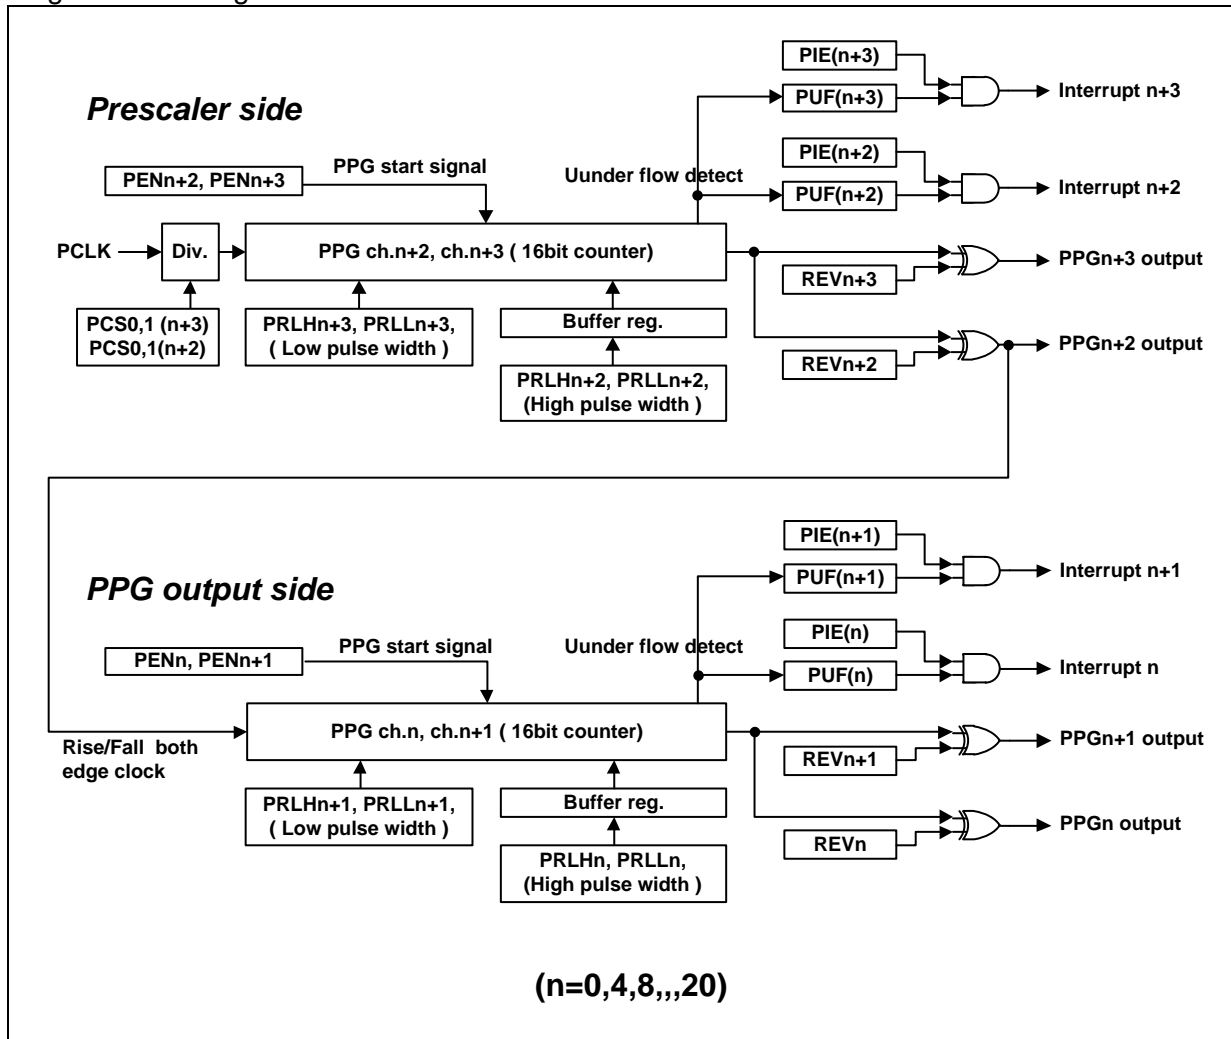 PIE(n+3)
Interrupt n+3
PUF(n+3)
Prescaler side
PIE(n+2)
PPG start signal
Uunder flow detect
PENn+2, PENn+3
PUF(n+2)
Interrupt n+2
PCLK
Div.
PPG ch.n+2, ch.n+3 ( 16bit counter)
PPGn+3 output
REVn+3
PCS0,1 (n+3)
PCS0,1(n+2)
PRLHn+3, PRLLn+3,
( Low pulse width )
Buffer reg.
PPGn+2 output
REVn+2
PRLHn+2, PRLLn+2,
(High pulse width )
PIE(n+1)
Interrupt n+1
PUF(n+1)
PPG output side
PIE(n)
PPG start signal
Uunder flow detect
PENn, PENn+1
PUF(n)
Interrupt n
Rise/Fall both
edge clock
PPG ch.n, ch.n+1 ( 16bit counter)
PPGn+1 output
REVn+1
PRLHn+1, PRLLn+1,
( Low pulse width )
Buffer reg.
PPGn output
REVn
PRLHn, PRLLn,
(High pulse width )
(n=0,4,8,,,20)